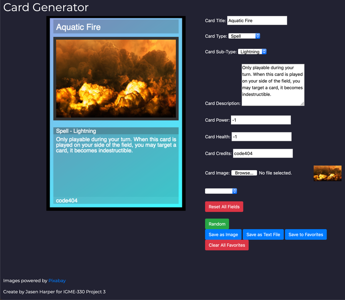 Card Generator
Aquatic Fire
Spell - Lightning
Only playable during your turn. When this card is
played on your side of the field, you may target a
card, it becomes indestructible.
code404
Card Title: Aquatic Fire
Card Type: Spell
Card Sub-Type: Lightning
Only playable during your
turn. When this card is played
on your side of the field, you
may target a card, it becomes
indestructible.
Card Description:
Card Power: -1
Card Health: -1
Card Credits: code404
Card Image: Browse... No file selected.
Reset All Fields
Random
Save as Image
Save as Text File
Save to Favorites
Clear All Favorites
Images powered by Pixabay
Create by Jasen Harper for IGME-330 Project 3